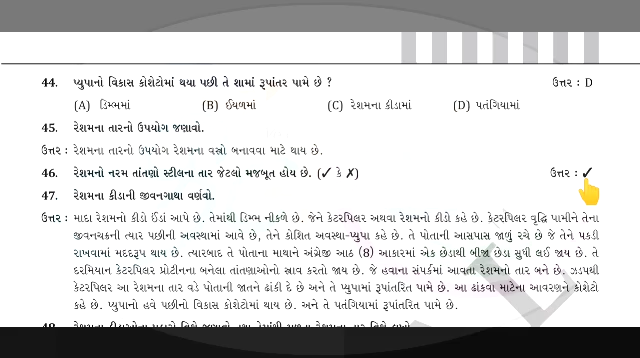 44. પ્યુપાનો વિકાસ કોશેટોમાં થયા પછી તે શામાં રૂપાંતર પામે છે ? ઉત્તર : D
(A) ડિમ્ભમાં (B) ઈયળમાં (C) રેશમના કીડામાં (D) પતંગિયામાં
45. રેશમના તારનો ઉપયોગ જણાવો.
ઉત્તર : રેશમના તારનો ઉપયોગ રેશમના વસ્ત્રો બનાવવા માટે થાય છે.
46. રેશમનો નરમ તાંતણો સ્ટીલના તાર જેટલો મજબૂત હોય છે. (✓ કે ✗) ઉત્તર : ✓
47. રેશમના કીડાની જીવનગાથા વર્ણવો.
ઉત્તર : માદા રેશમનો કીડો ઈંડાં આપે છે. તેમાંથી ડિમ્ભ નીકળે છે. જેને કેટરપિલર અથવા રેશમનો કીડો કહે છે. કેટરપિલર વૃદ્ધિ પામીને તેના
જીવનચક્રની ત્યાર પછીની અવસ્થામાં આવે છે, તેને કોશિત અવસ્થા-પ્યુપા કહે છે. તે પોતાની આસપાસ જાળું રચે છે જે તેને પકડી
રાખવામાં મદદરૂપ થાય છે. ત્યારબાદ તે પોતાના માથાને અંગ્રેજી આઠ (8) આકારમાં એક છેડાથી બીજા છેડા સુધી લઈ જાય છે. તે
દરમિયાન કેટરપિલર પ્રોટીનના બનેલા તાંતણાઓનો સ્રાવ કરતો જાય છે. જે હવાના સંપર્કમાં આવતા રેશમનો તાર બને છે. ઝડપથી
કેટરપિલર આ રેશમના તાર વડે પોતાની જાતને ઢાંકી દે છે અને તે પ્યુપામાં રૂપાંતરિત થાય છે. આ ઢાંકવા માટેના આવરણને કોશેટો
કહે છે. પ્યુપાનો હવે પછીનો વિકાસ કોશેટોમાં થાય છે. અને તે પતંગિયામાં રૂપાંતરિત પામે છે.